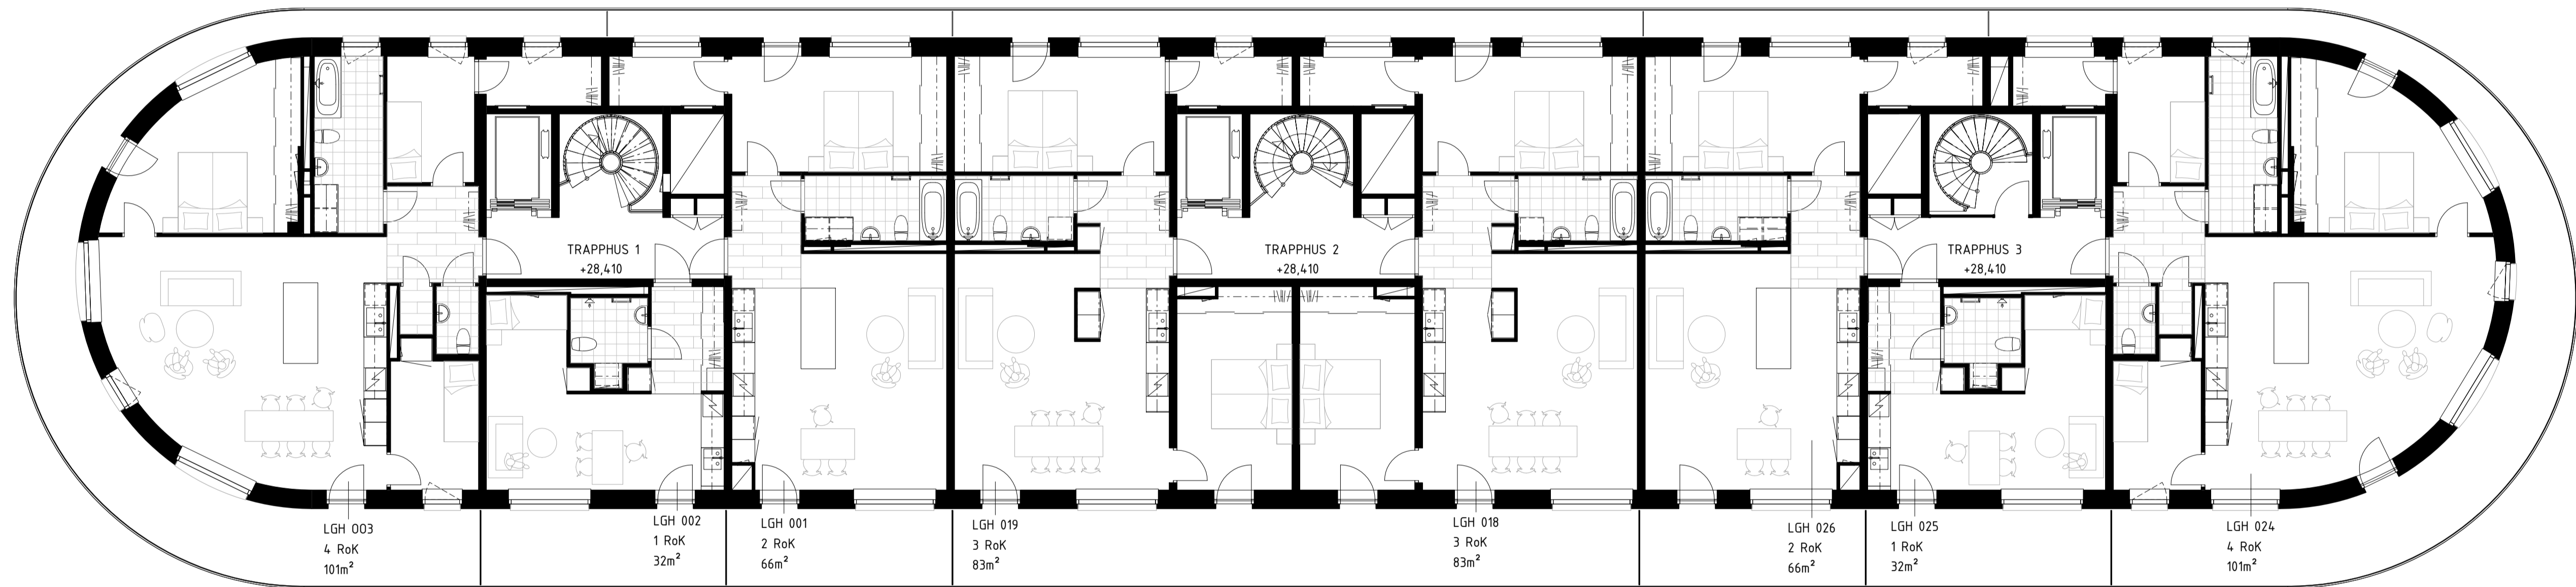 TRAPPHUS 1
+28,410
TRAPPHUS 2
+28,410
TRAPPHUS 3
+28,410
LGH 003
4 RoK
101m²
LGH 002
1 RoK
32m²
LGH 001
2 RoK
66m²
LGH 019
3 RoK
83m²
LGH 018
3 RoK
83m²
LGH 026
2 RoK
66m²
LGH 025
1 RoK
32m²
LGH 024
4 RoK
101m²